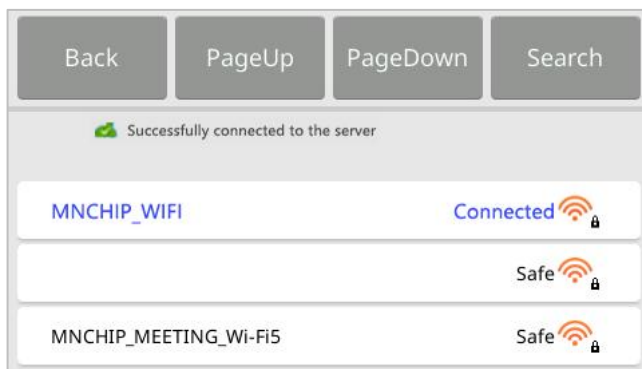 Back PageUp PageDown Search
Successfully connected to the server
MNCHIP_WIFI Connected
Safe
MNCHIP_MEETING_Wi-Fi5 Safe